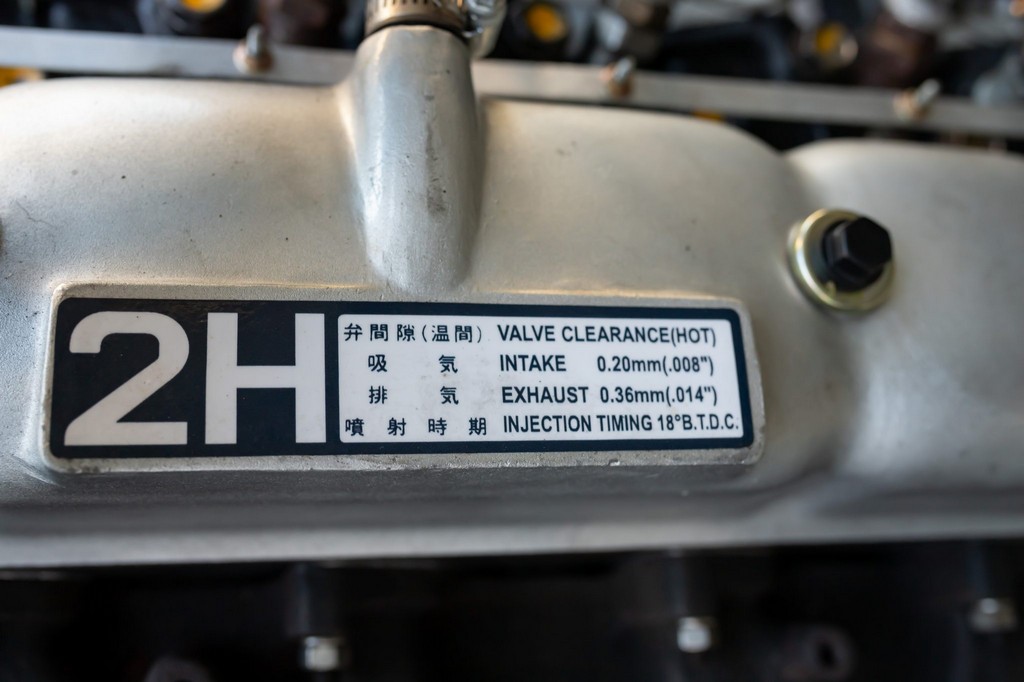 2H
弁間隙(温間) VALVE CLEARANCE(HOT)
吸気 INTAKE 0.20mm(.008")
排気 EXHAUST 0.36mm(.014")
噴射時期 INJECTION TIMING 18°B.T.D.C.